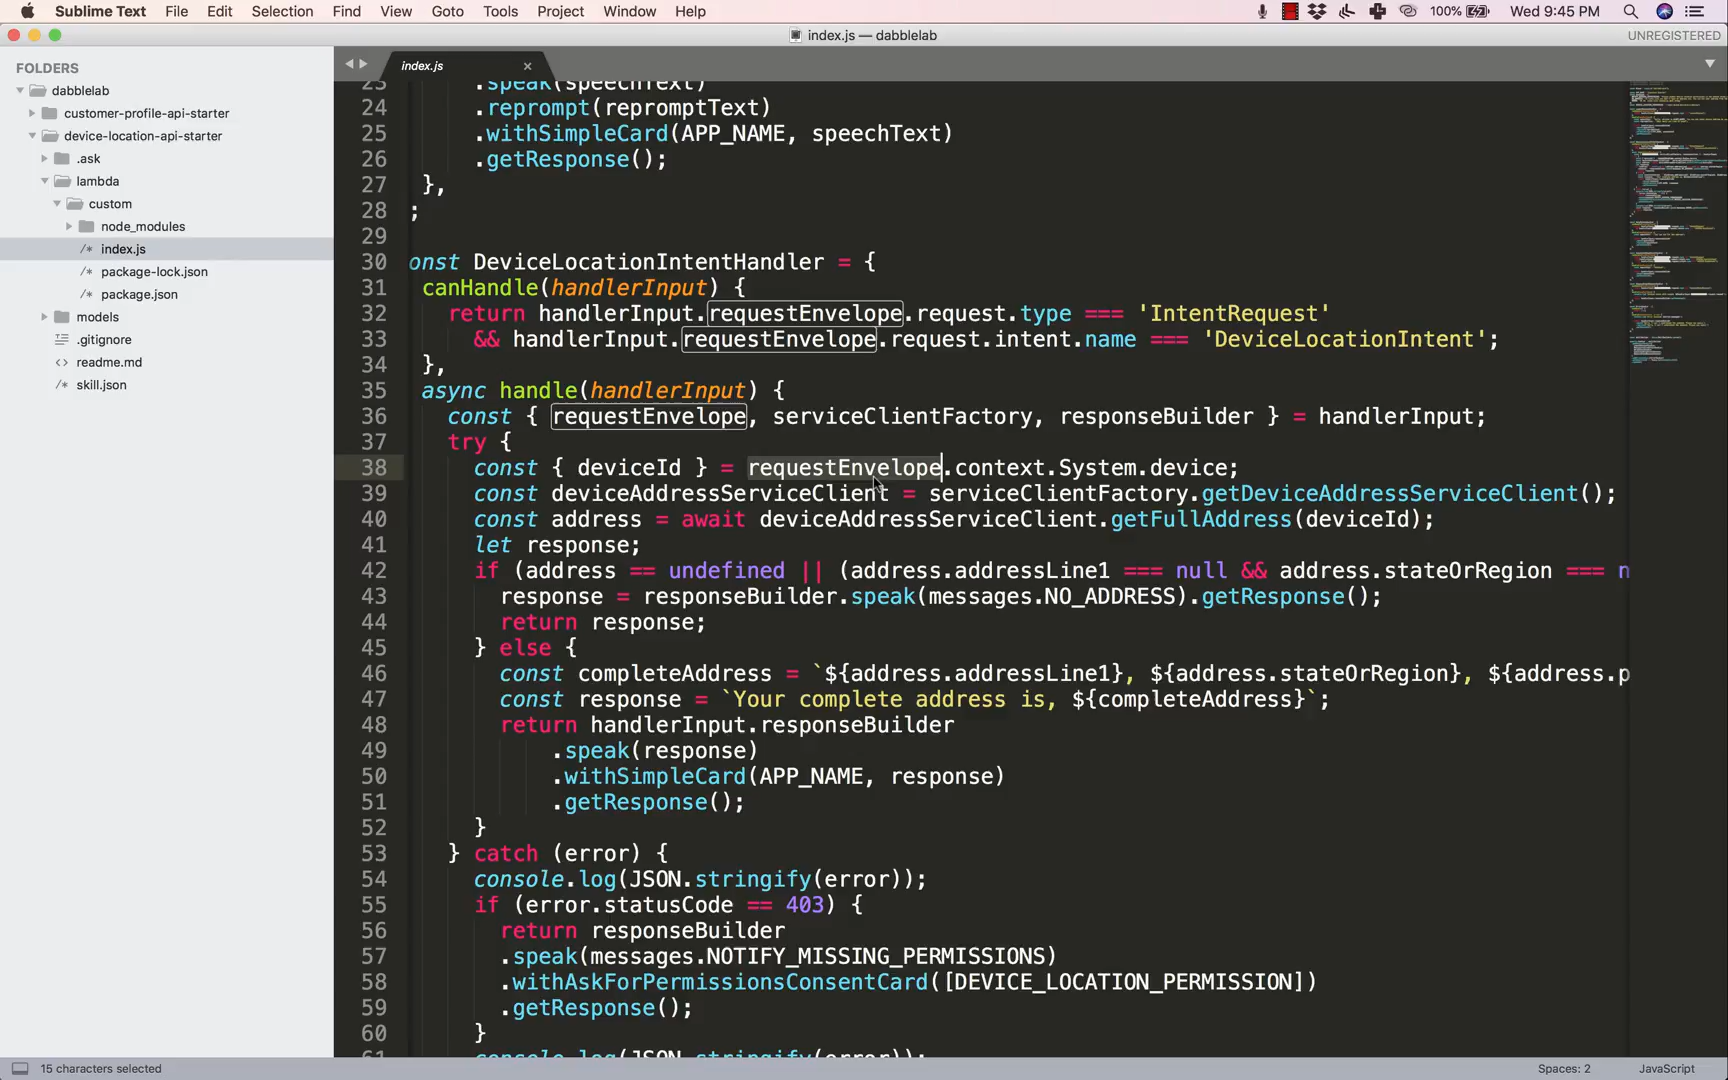 Sublime Text File Edit Selection Find View Goto Tools Project Window Help 100% Wed 9:45 PM
index.js — dabblelab UNREGISTERED
FOLDERS
dabblelab
customer-profile-api-starter
device-location-api-starter
.ask
lambda
custom
node_modules
/* index.js
/* package-lock.json
/* package.json
models
.gitignore
<> readme.md
/* skill.json
index.js ×
23 .speak(speechText)
24 .reprompt(repromptText)
25 .withSimpleCard(APP_NAME, speechText)
26 .getResponse();
27 },
28 ;
29
30 onst DeviceLocationIntentHandler = {
31 canHandle(handlerInput) {
32 return handlerInput.requestEnvelope.request.type === 'IntentRequest'
33 && handlerInput.requestEnvelope.request.intent.name === 'DeviceLocationIntent';
34 },
35 async handle(handlerInput) {
36 const { requestEnvelope, serviceClientFactory, responseBuilder } = handlerInput;
37 try {
38 const { deviceId } = requestEnvelope.context.System.device;
39 const deviceAddressServiceClient = serviceClientFactory.getDeviceAddressServiceClient();
40 const address = await deviceAddressServiceClient.getFullAddress(deviceId);
41 let response;
42 if (address == undefined || (address.addressLine1 === null && address.stateOrRegion === n
43 response = responseBuilder.speak(messages.NO_ADDRESS).getResponse();
44 return response;
45 } else {
46 const completeAddress = `${address.addressLine1}, ${address.stateOrRegion}, ${address.p
47 const response = `Your complete address is, ${completeAddress}`;
48 return handlerInput.responseBuilder
49 .speak(response)
50 .withSimpleCard(APP_NAME, response)
51 .getResponse();
52 }
53 } catch (error) {
54 console.log(JSON.stringify(error));
55 if (error.statusCode == 403) {
56 return responseBuilder
57 .speak(messages.NOTIFY_MISSING_PERMISSIONS)
58 .withAskForPermissionsConsentCard([DEVICE_LOCATION_PERMISSION])
59 .getResponse();
60 }
61 console.log(JSON.stringify(error));
15 characters selected Spaces: 2 JavaScript